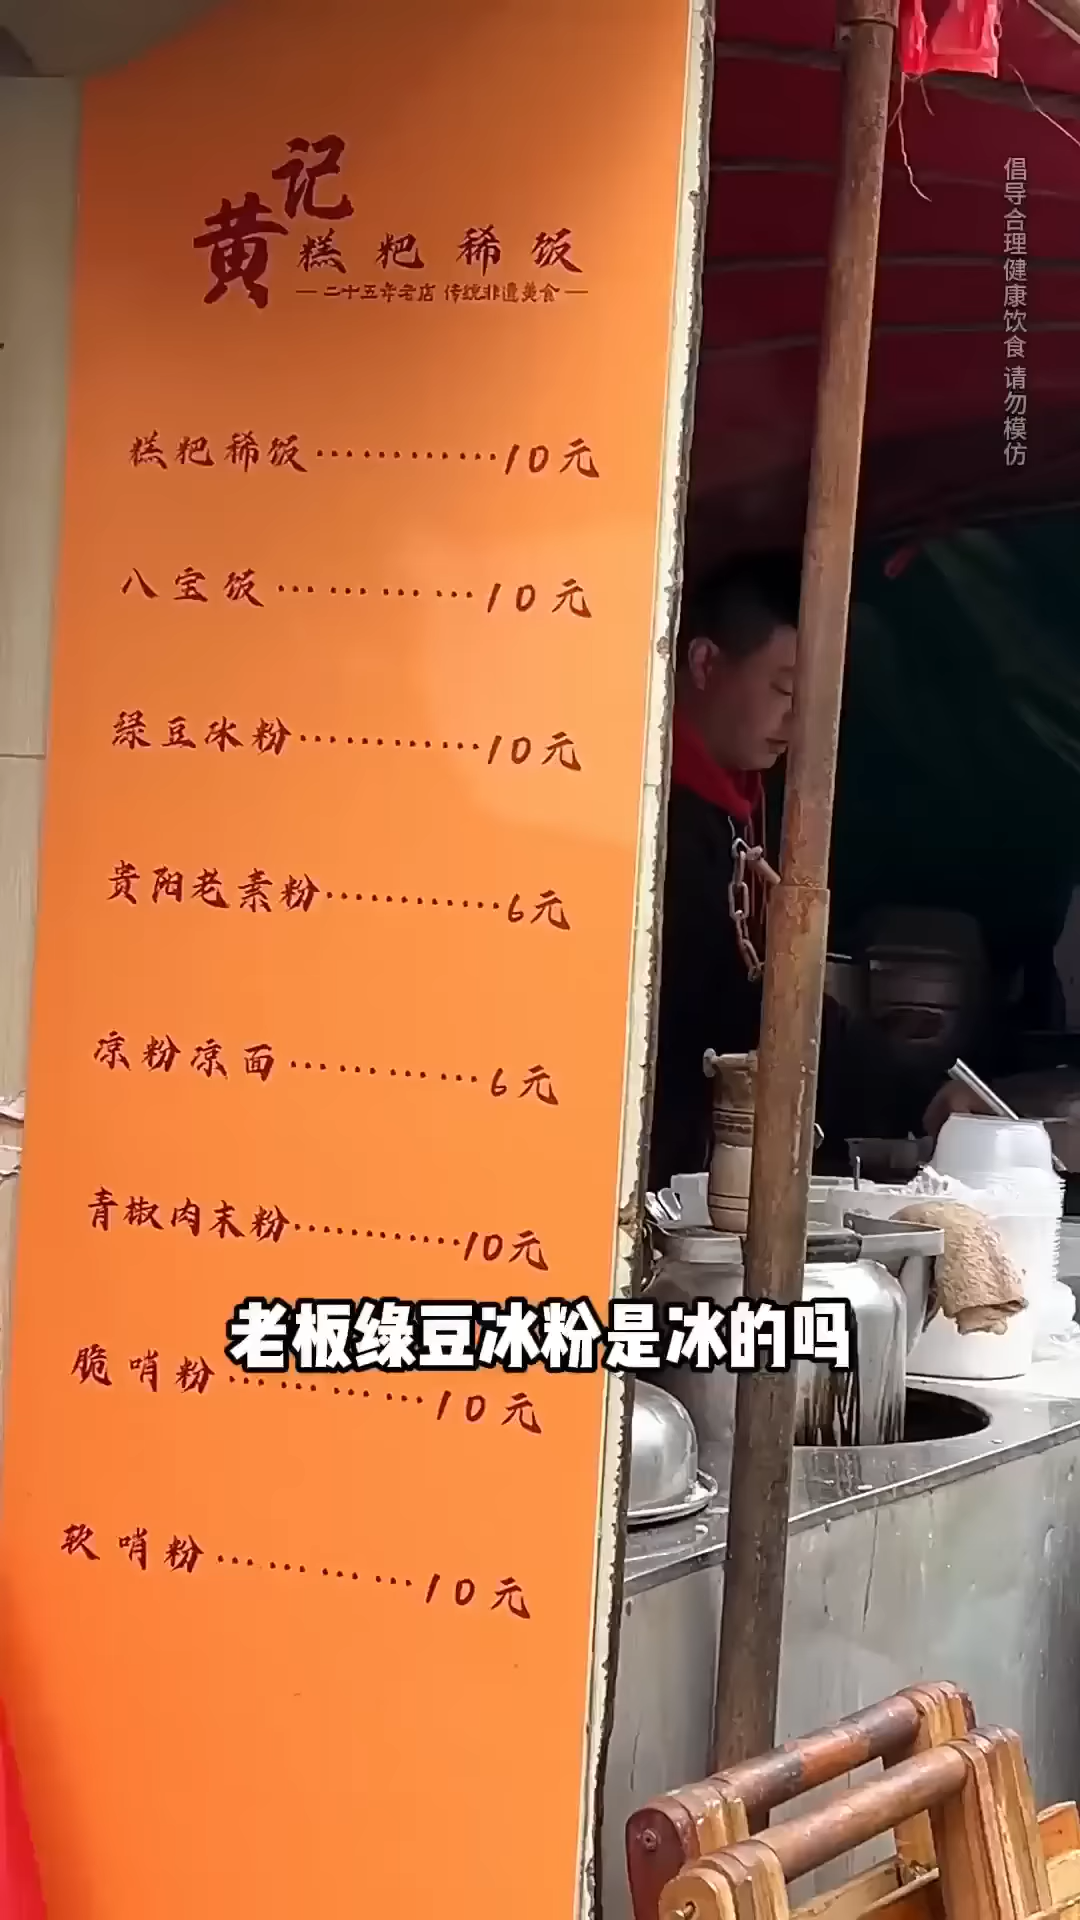 黄记
糕粑稀饭
二十五年老店 传统非遗美食
糕粑稀饭…………10元
八宝饭…………10元
绿豆冰粉…………10元
贵阳老素粉…………6元
凉粉凉面…………6元
青椒肉末粉…………10元
脆哨粉…………10元
软哨粉…………10元
老板绿豆冰粉是冰的吗
倡导合理健康饮食 请勿模仿